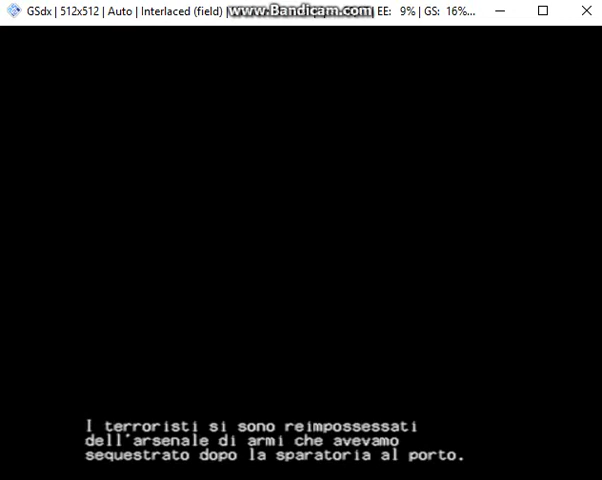 GSdx | 512x512 | Auto | Interlaced (field) | www.Bandicam.com | EE: 9% | GS: 16%...
I terroristi si sono reimpossessati
dell'arsenale di armi che avevamo
sequestrato dopo la sparatoria al porto.